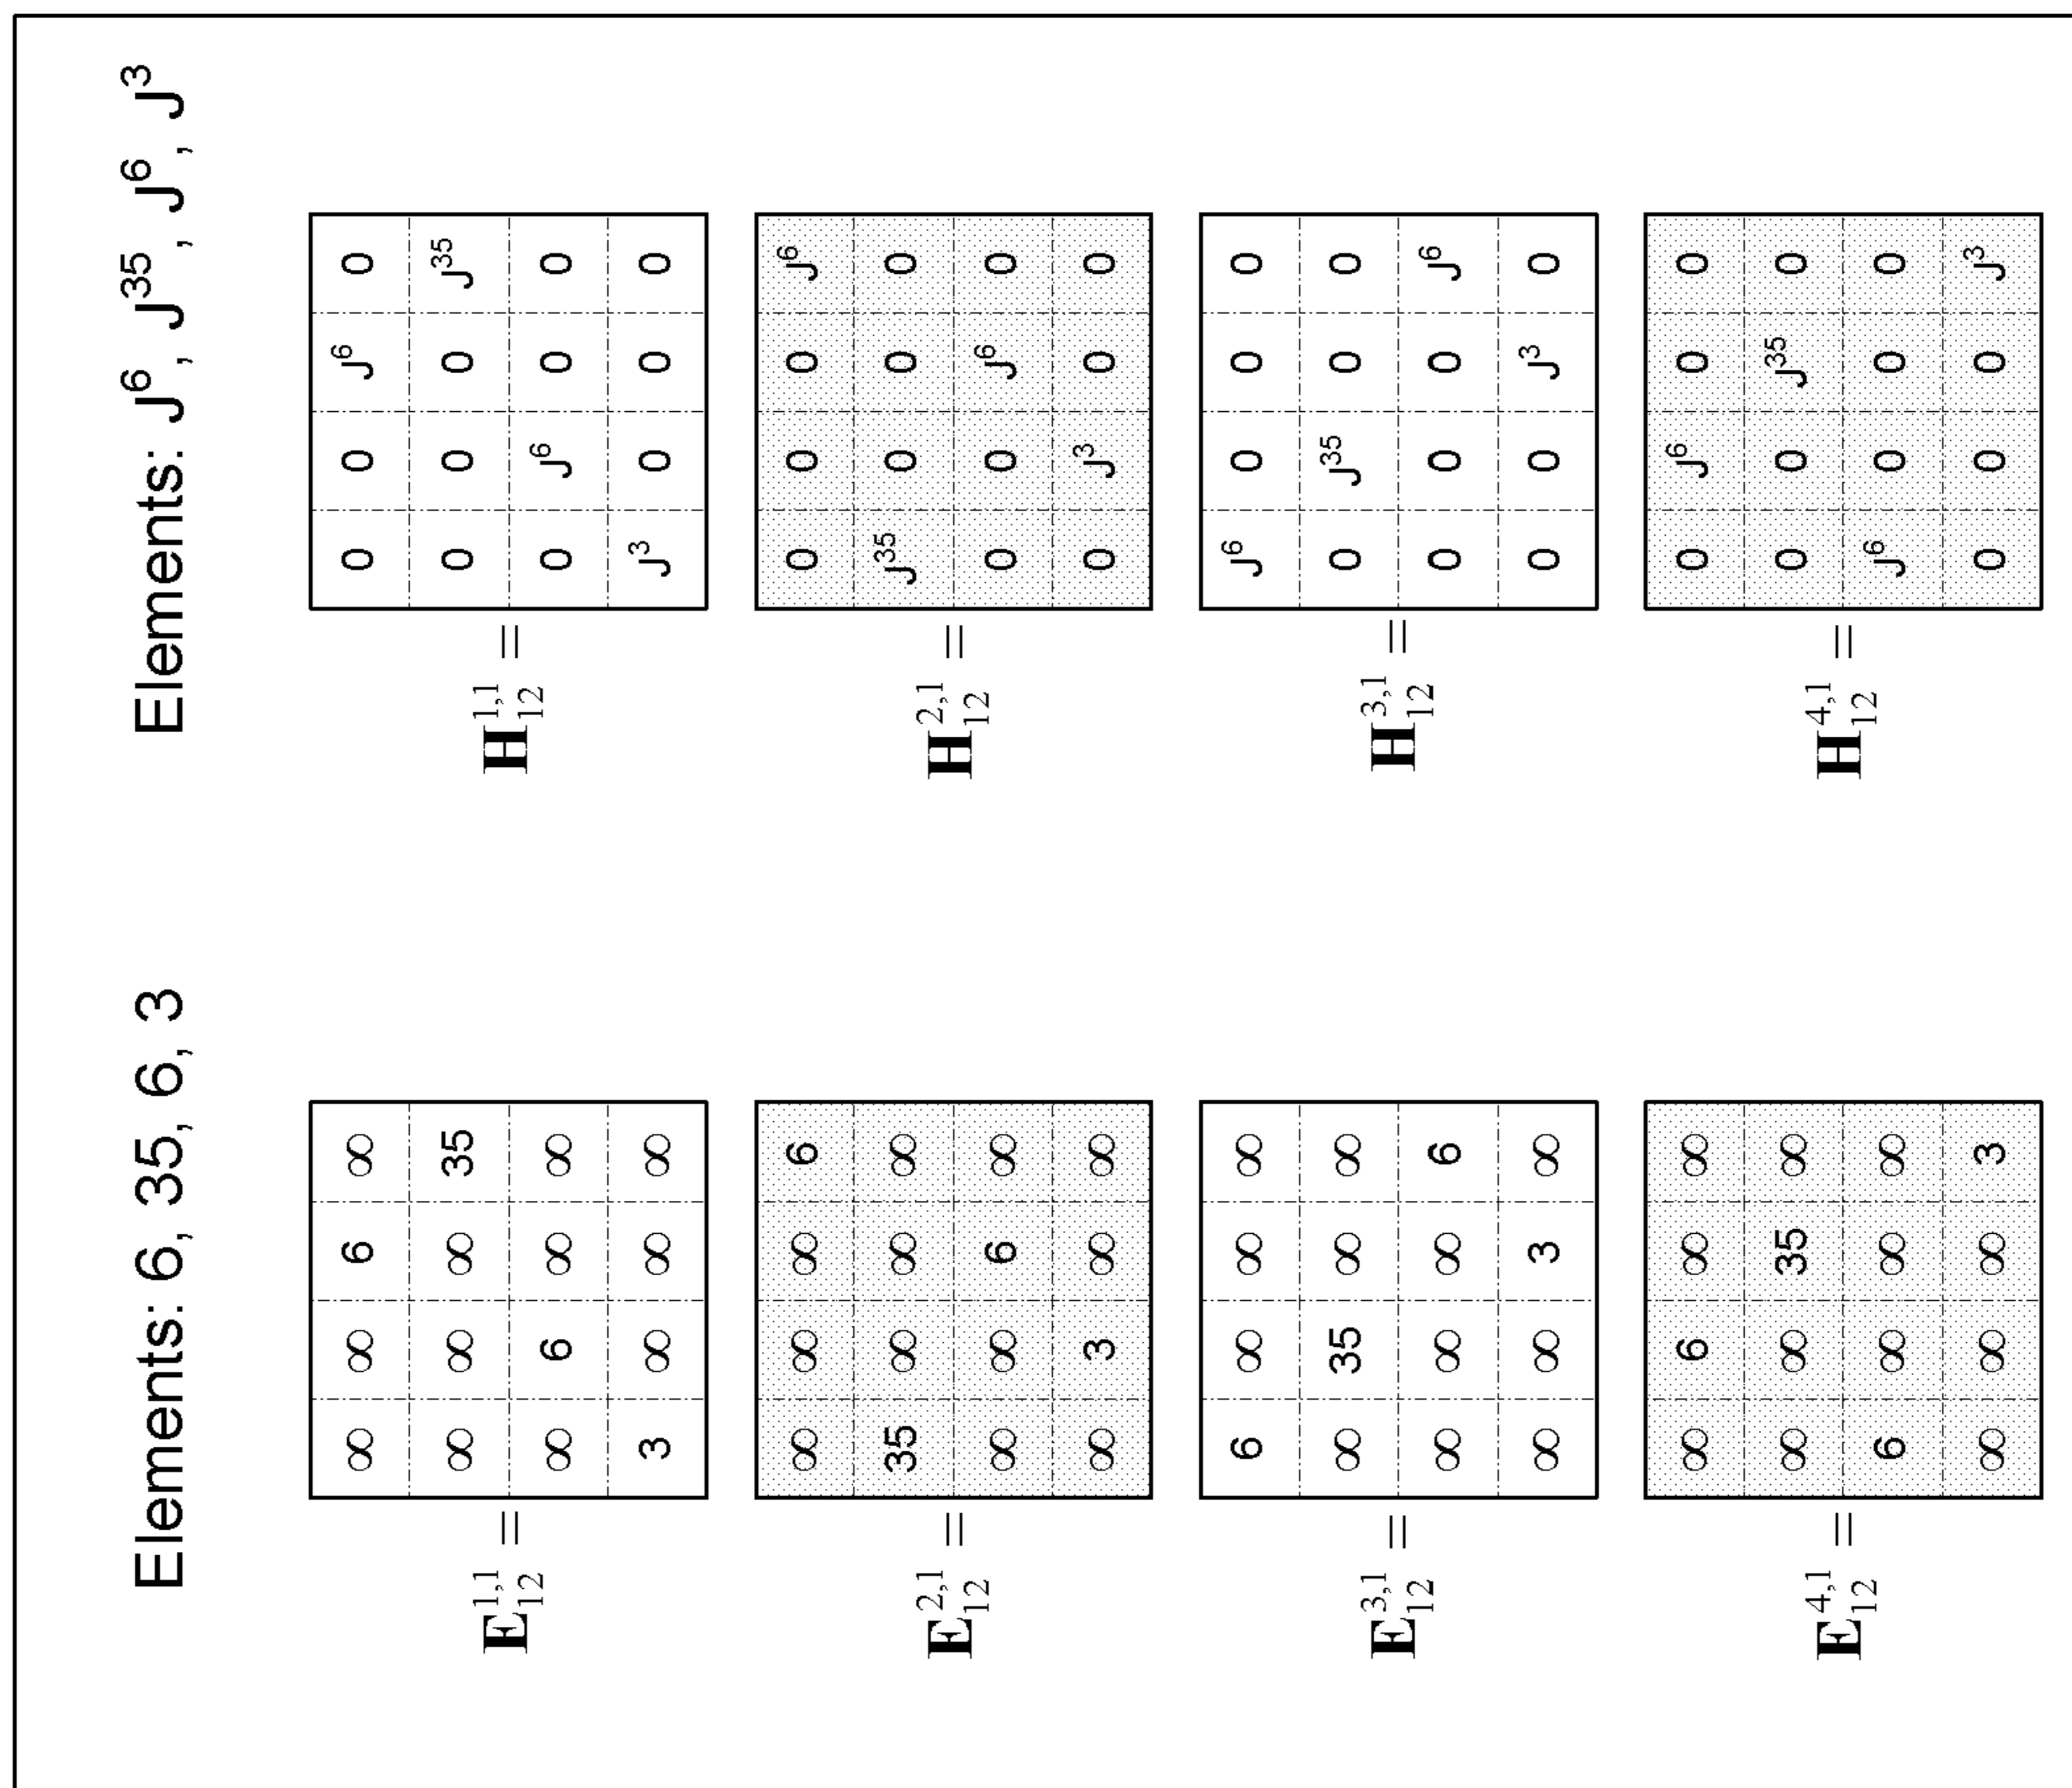 Elements: 6, 35, 6, 3
E₁₂^{1,1} =
∞ ∞ 6 ∞
∞ ∞ ∞ 35
∞ 6 ∞ ∞
3 ∞ ∞ ∞
E₁₂^{2,1} =
∞ ∞ ∞ 6
35 ∞ ∞ ∞
∞ ∞ 6 ∞
∞ 3 ∞ ∞
E₁₂^{3,1} =
6 ∞ ∞ ∞
∞ 35 ∞ ∞
∞ ∞ ∞ 6
∞ ∞ 3 ∞
E₁₂^{4,1} =
∞ 6 ∞ ∞
∞ ∞ 35 ∞
6 ∞ ∞ ∞
∞ ∞ ∞ 3
Elements: J⁶, J³⁵, J⁶, J³
H₁₂^{1,1} =
0 0 J⁶ 0
0 0 0 J³⁵
0 J⁶ 0 0
J³ 0 0 0
H₁₂^{2,1} =
0 0 0 J⁶
J³⁵ 0 0 0
0 0 J⁶ 0
0 J³ 0 0
H₁₂^{3,1} =
J⁶ 0 0 0
0 J³⁵ 0 0
0 0 0 J⁶
0 0 J³ 0
H₁₂^{4,1} =
0 J⁶ 0 0
0 0 J³⁵ 0
J⁶ 0 0 0
0 0 0 J³